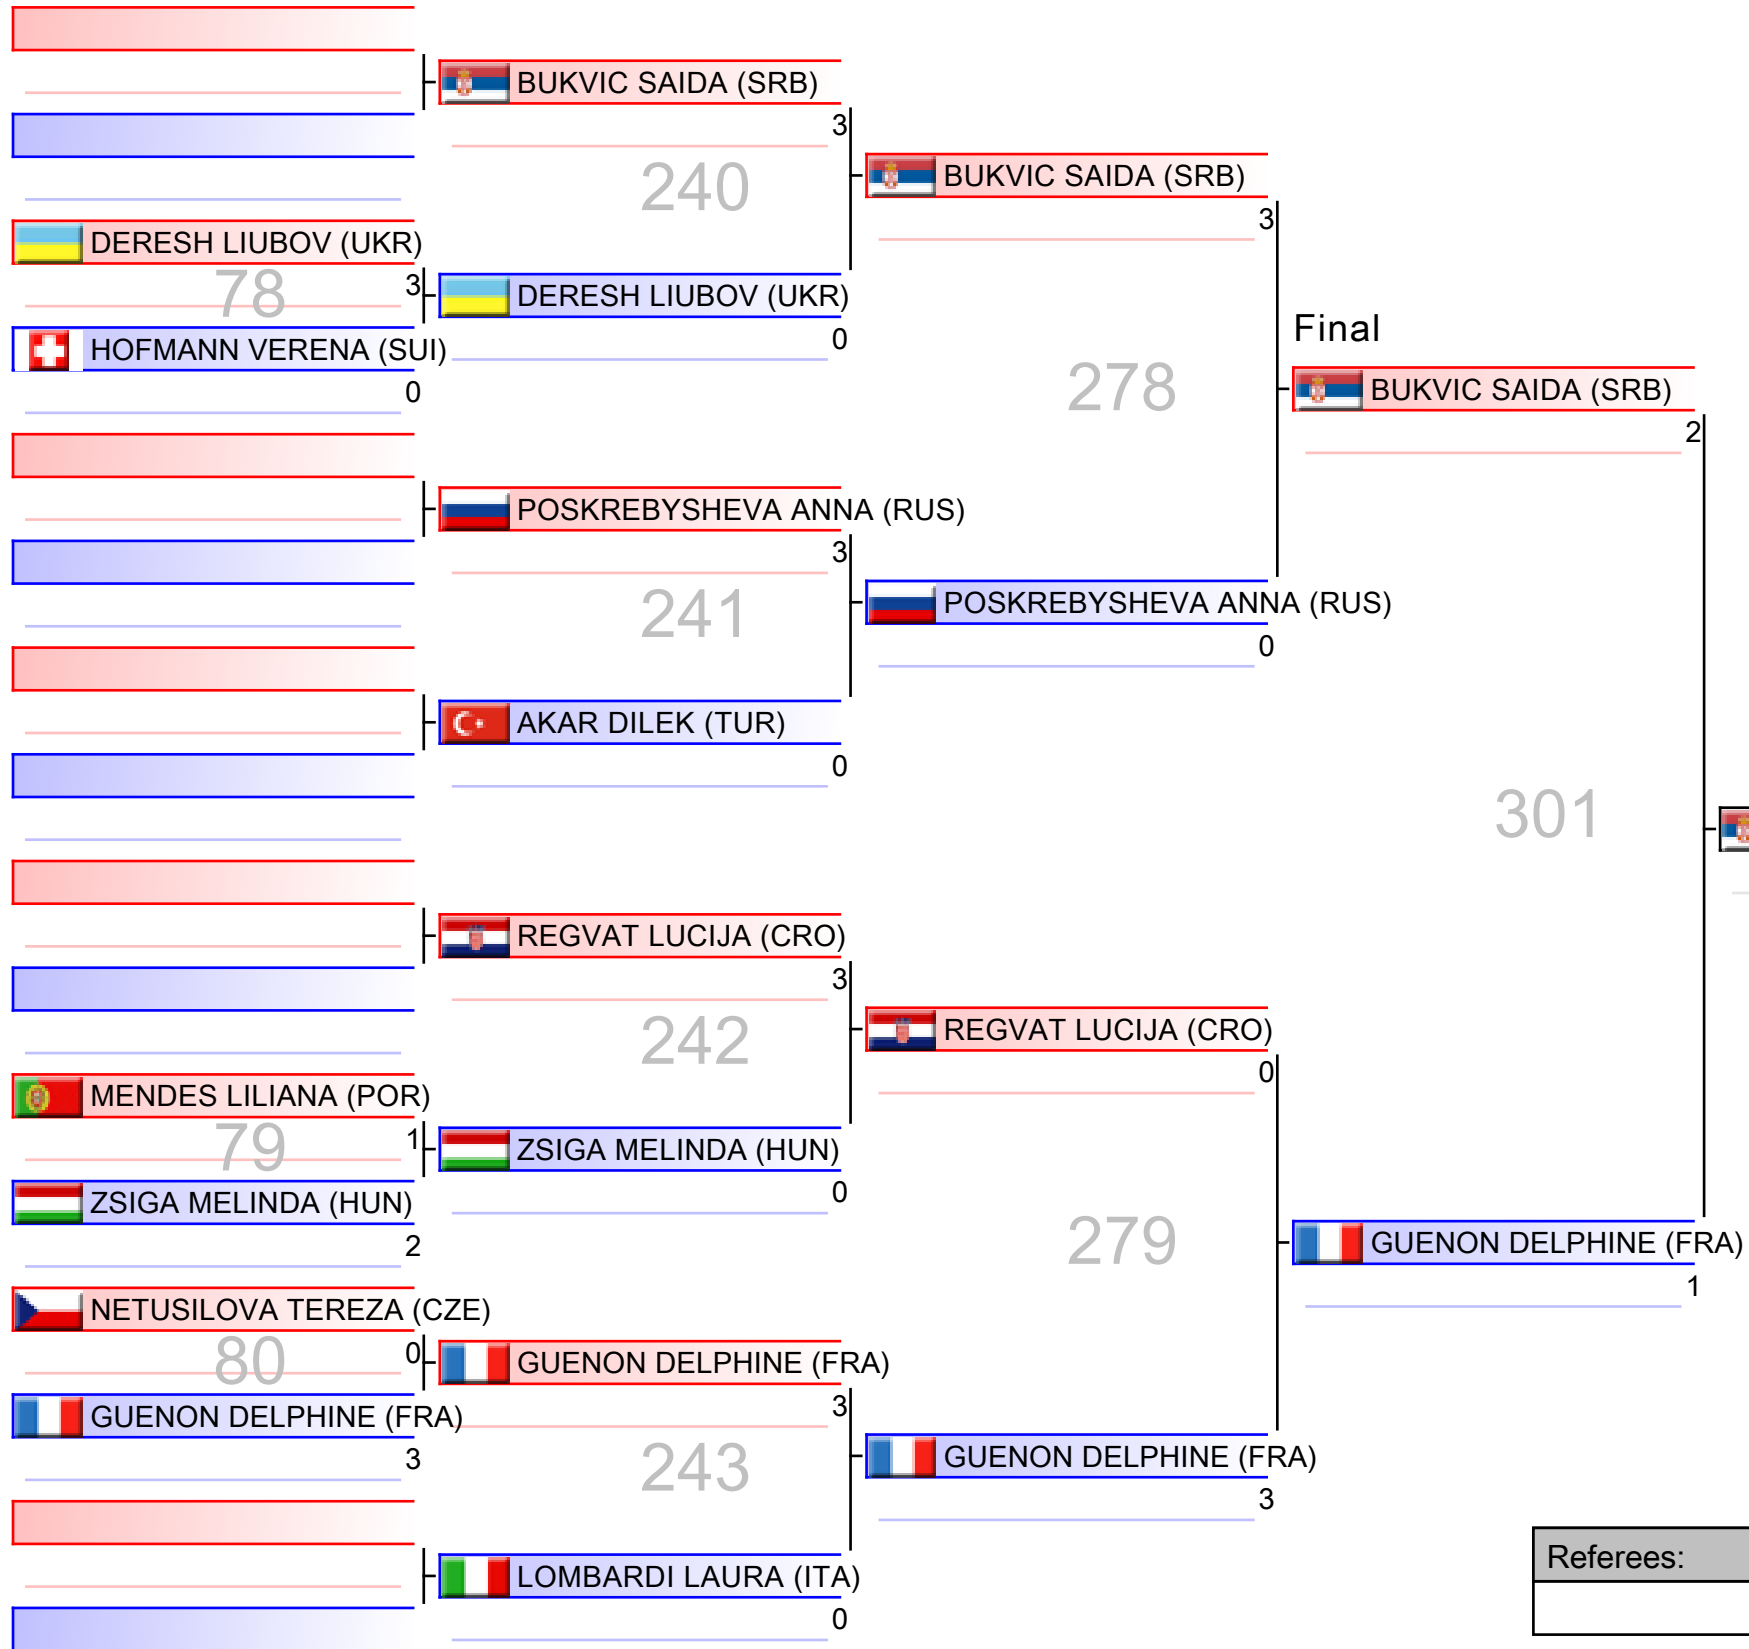 BUKVIC SAIDA (SRB)
3
240
BUKVIC SAIDA (SRB)
3
DERESH LIUBOV (UKR)
78
3
DERESH LIUBOV (UKR)
0
HOFMANN VERENA (SUI)
0
278
Final
BUKVIC SAIDA (SRB)
2
POSKREBYSHEVA ANNA (RUS)
3
241
POSKREBYSHEVA ANNA (RUS)
0
AKAR DILEK (TUR)
0
301
REGVAT LUCIJA (CRO)
3
242
REGVAT LUCIJA (CRO)
0
MENDES LILIANA (POR)
79
1
ZSIGA MELINDA (HUN)
0
ZSIGA MELINDA (HUN)
2
279
GUENON DELPHINE (FRA)
1
NETUSILOVA TEREZA (CZE)
80
0
GUENON DELPHINE (FRA)
3
GUENON DELPHINE (FRA)
3
243
GUENON DELPHINE (FRA)
3
LOMBARDI LAURA (ITA)
0
Referees: